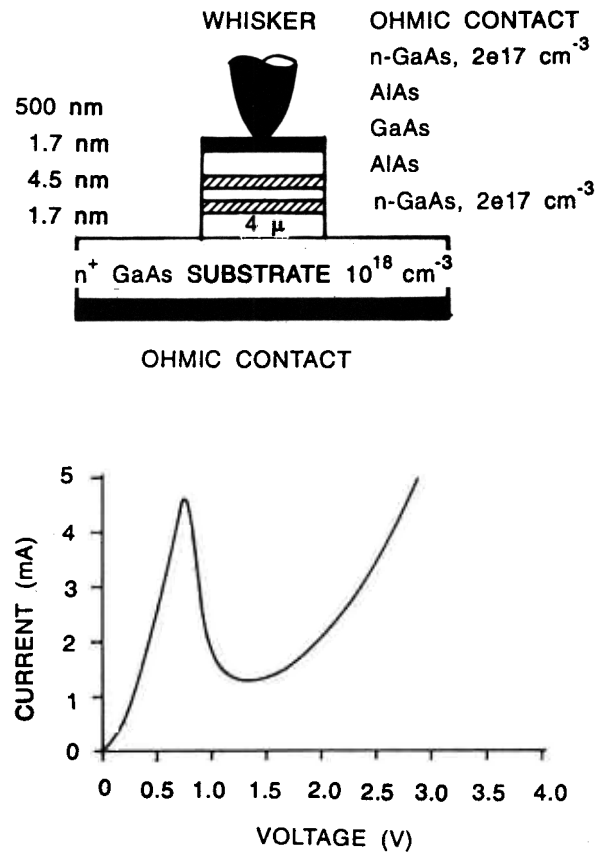 WHISKER
OHMIC CONTACT
n-GaAs, 2e17 cm⁻³
AlAs
GaAs
AlAs
n-GaAs, 2e17 cm⁻³
500 nm
1.7 nm
4.5 nm
1.7 nm
4 μ
n⁺ GaAs SUBSTRATE 10¹⁸ cm⁻³
OHMIC CONTACT
5
4
3
2
1
0
CURRENT (mA)
0 0.5 1.0 1.5 2.0 2.5 3.0 3.5 4.0
VOLTAGE (V)